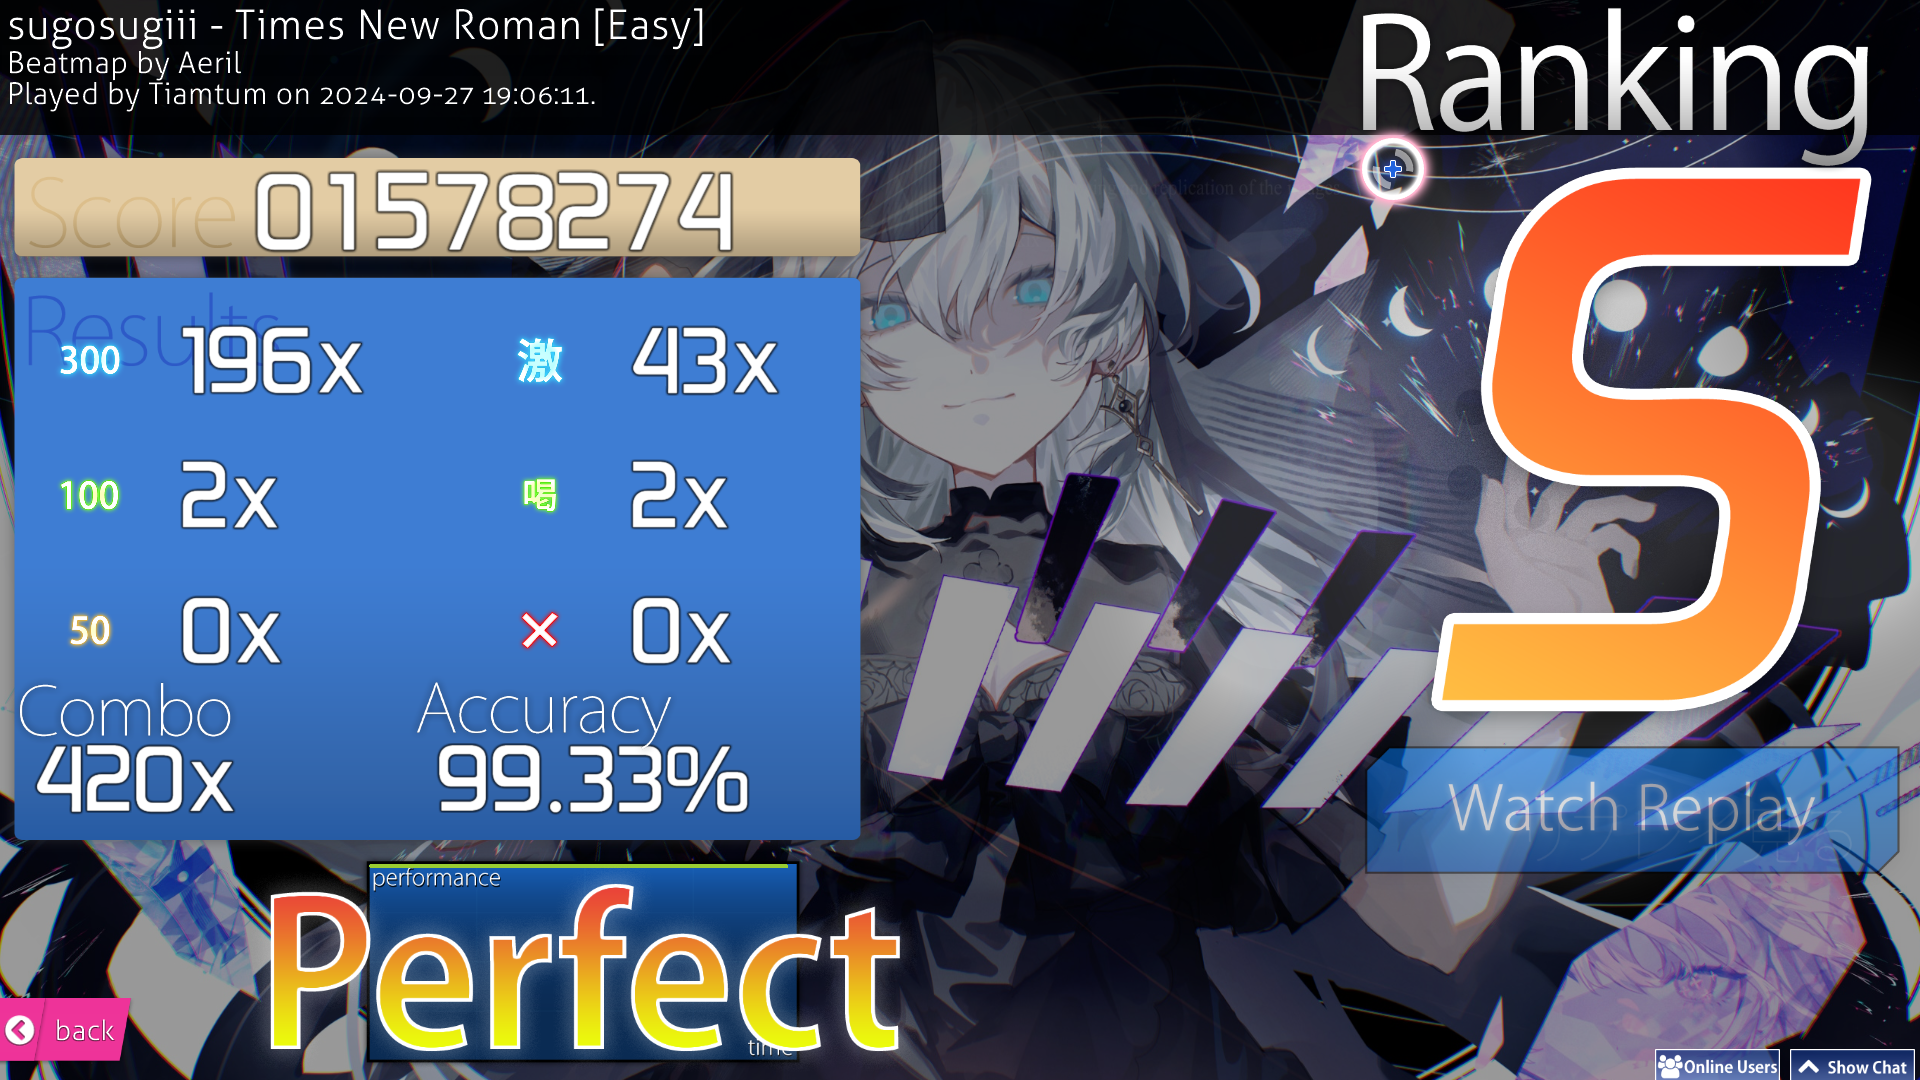 sugosugiii - Times New Roman [Easy]
Beatmap by Aeril
Played by Tiamtum on 2024-09-27 19:06:11.
Ranking
Score 01578274
Results
300 196x 激 43x
100 2x 喝 2x
50 0x 0x
Combo Accuracy
420x 99.33%
Watch Replay
performance
Perfect
time
back
Online Users
Show Chat